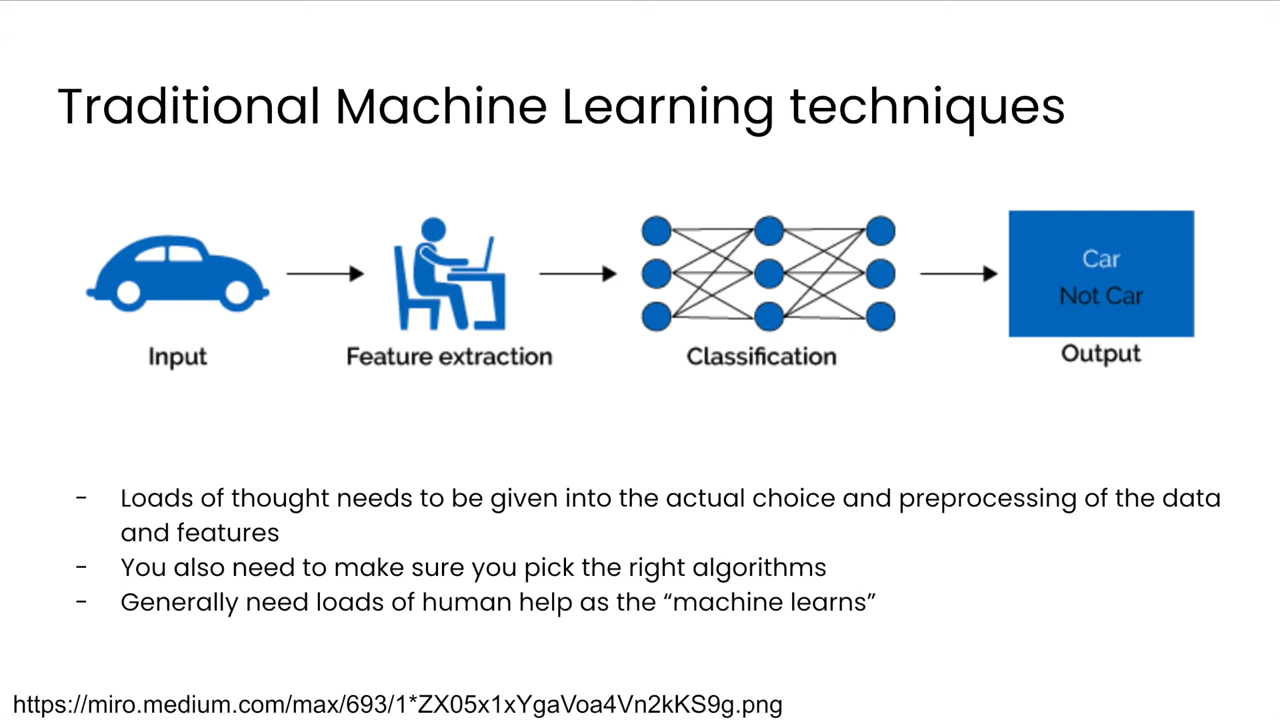 Traditional Machine Learning techniques
Car
Not Car
Input
Feature extraction
Classification
Output
- Loads of thought needs to be given into the actual choice and preprocessing of the data
and features
- You also need to make sure you pick the right algorithms
- Generally need loads of human help as the “machine learns”
https://miro.medium.com/max/693/1*ZX05x1xYgaVoa4Vn2kKS9g.png